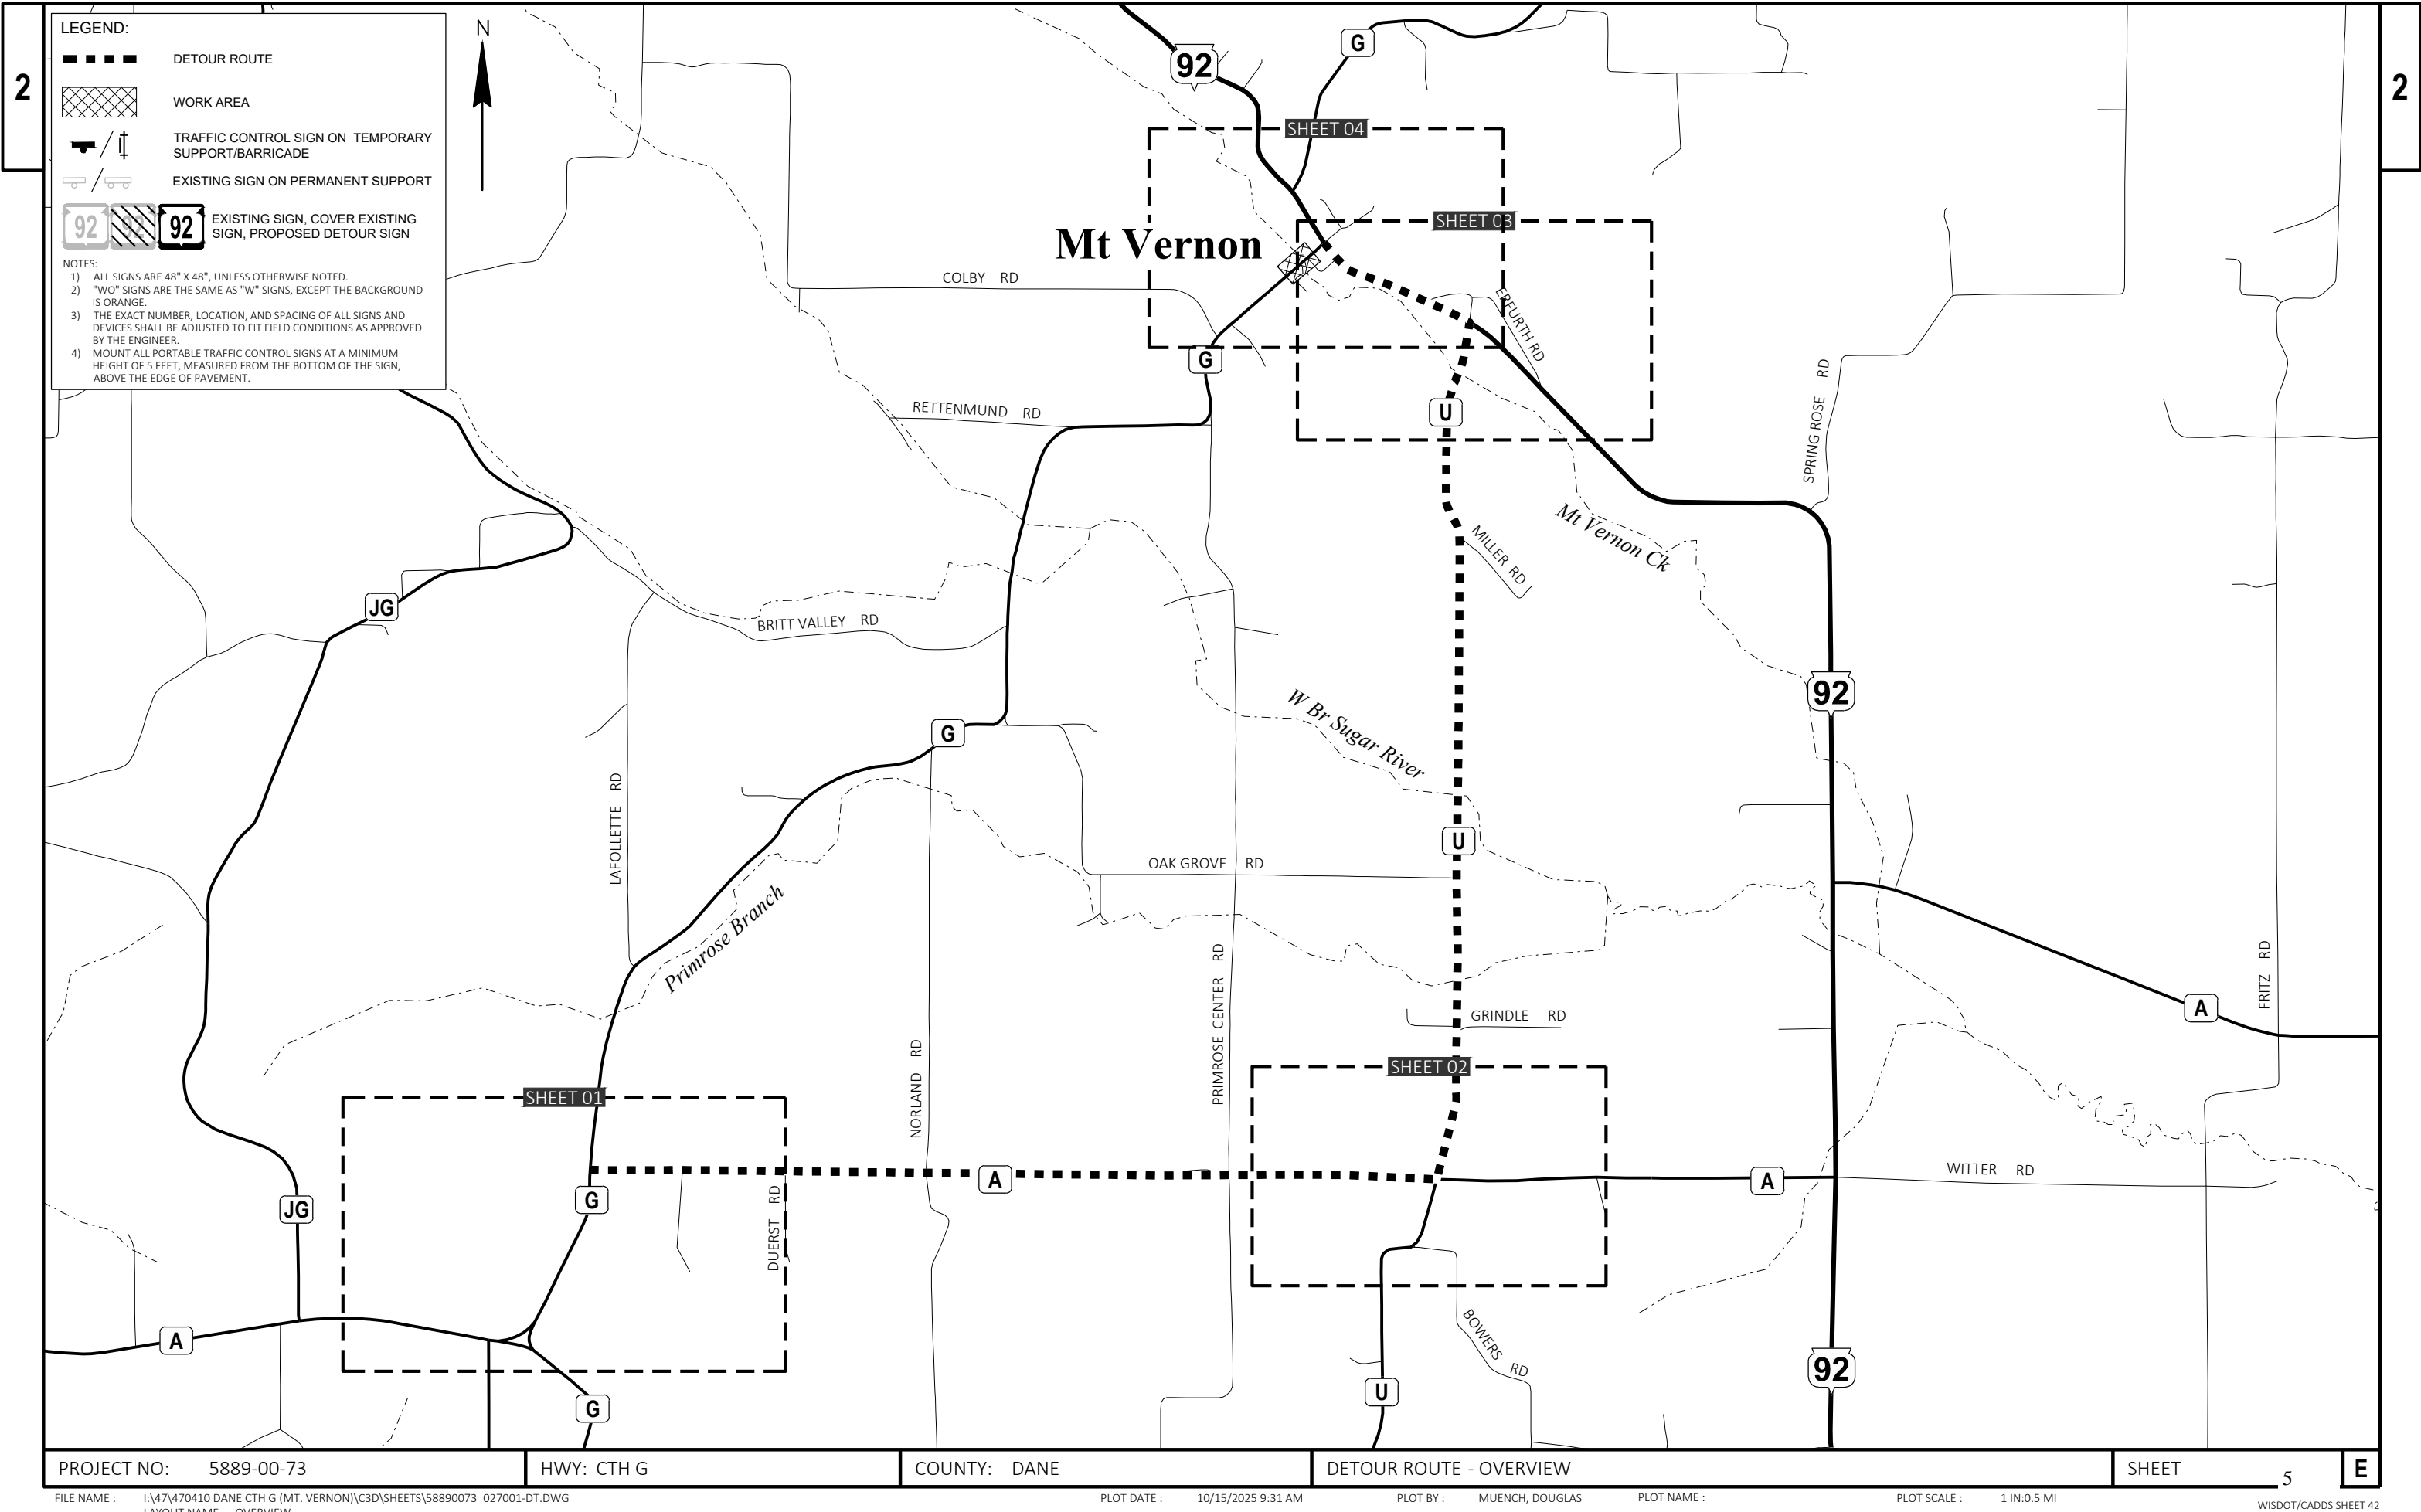 2
LEGEND:
DETOUR ROUTE
WORK AREA
TRAFFIC CONTROL SIGN ON TEMPORARY
SUPPORT/BARRICADE
EXISTING SIGN ON PERMANENT SUPPORT
92 92 92
EXISTING SIGN, COVER EXISTING
SIGN, PROPOSED DETOUR SIGN
NOTES:
1) ALL SIGNS ARE 48" X 48", UNLESS OTHERWISE NOTED.
2) "WO" SIGNS ARE THE SAME AS "W" SIGNS, EXCEPT THE BACKGROUND
IS ORANGE.
3) THE EXACT NUMBER, LOCATION, AND SPACING OF ALL SIGNS AND
DEVICES SHALL BE ADJUSTED TO FIT FIELD CONDITIONS AS APPROVED
BY THE ENGINEER.
4) MOUNT ALL PORTABLE TRAFFIC CONTROL SIGNS AT A MINIMUM
HEIGHT OF 5 FEET, MEASURED FROM THE BOTTOM OF THE SIGN,
ABOVE THE EDGE OF PAVEMENT.
N
92
G
2
SHEET 04
SHEET 03
Mt Vernon
COLBY RD
ERFURTH RD
G
RETTENMUND RD
U
SPRING ROSE RD
Mt Vernon Ck
MILLER RD
JG
BRITT VALLEY RD
92
W Br Sugar River
G
LAFOLLETTE RD
U
OAK GROVE RD
Primrose Branch
PRIMROSE CENTER RD
FRITZ RD
A
GRINDLE RD
NORLAND RD
SHEET 02
SHEET 01
WITTER RD
A
A
G
JG
DUERST RD
A
BOWERS RD
92
U
G
PROJECT NO: 5889-00-73
HWY: CTH G
COUNTY: DANE
DETOUR ROUTE - OVERVIEW
SHEET 5
E
FILE NAME : I:\47\470410 DANE CTH G (MT. VERNON)\C3D\SHEETS\58890073_027001-DT.DWG
PLOT DATE : 10/15/2025 9:31 AM
PLOT BY : MUENCH, DOUGLAS
PLOT NAME :
PLOT SCALE : 1 IN:0.5 MI
WISDOT/CADDS SHEET 42
LAYOUT NAME - OVERVIEW